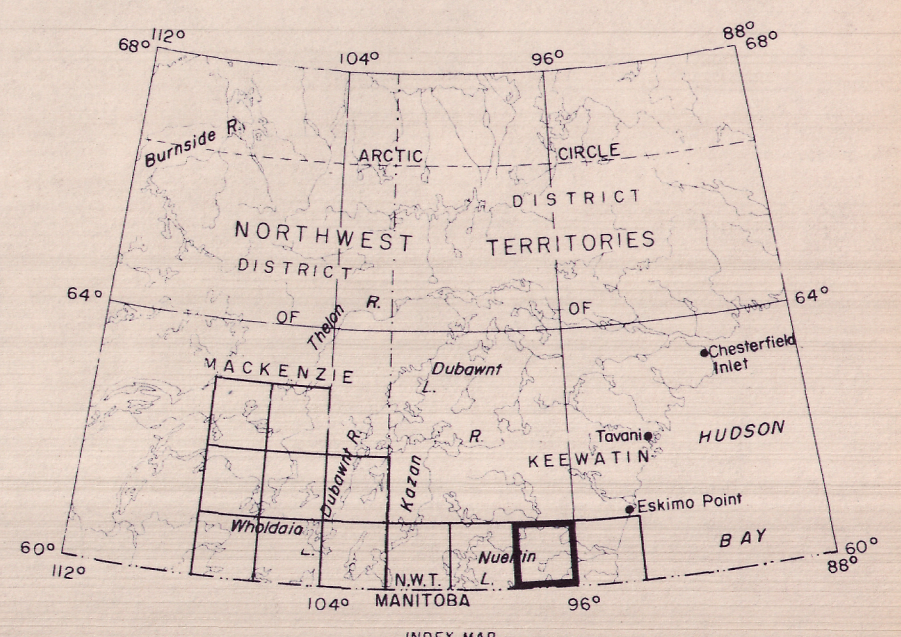 112°
68°
104°
96°
88°
68°
Burnside R.
ARCTIC CIRCLE
DISTRICT
NORTHWEST TERRITORIES
DISTRICT
64°
64°
OF
OF
Thelon R.
Chesterfield
Inlet
MACKENZIE
Dubawnt
L.
Tavani
HUDSON
R.
KEEWATIN
Dubawnt R.
Kazan
Eskimo Point
Wholdaia
L.
BAY
60°
112°
Nueltin
L.
60°
88°
N.W.T.
MANITOBA
104°
96°
INDEX MAP